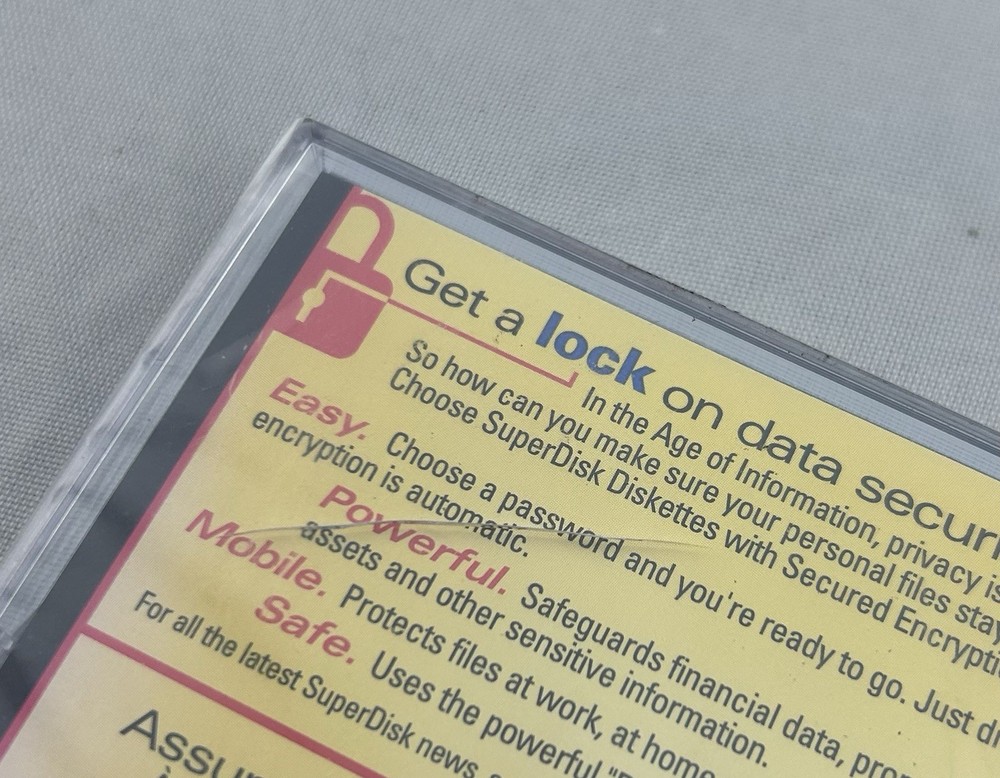 Get a lock on data secur
In the Age of Information, privacy is
So how can you make sure your personal files stay
Choose SuperDisk Diskettes with Secured Encrypti
Easy. Choose a password and you're ready to go. Just dr
encryption is automatic.
Powerful. Safeguards financial data, pro
assets and other sensitive information.
Mobile. Protects files at work, at home
Safe. Uses the powerful "B
For all the latest SuperDisk news,
Assu